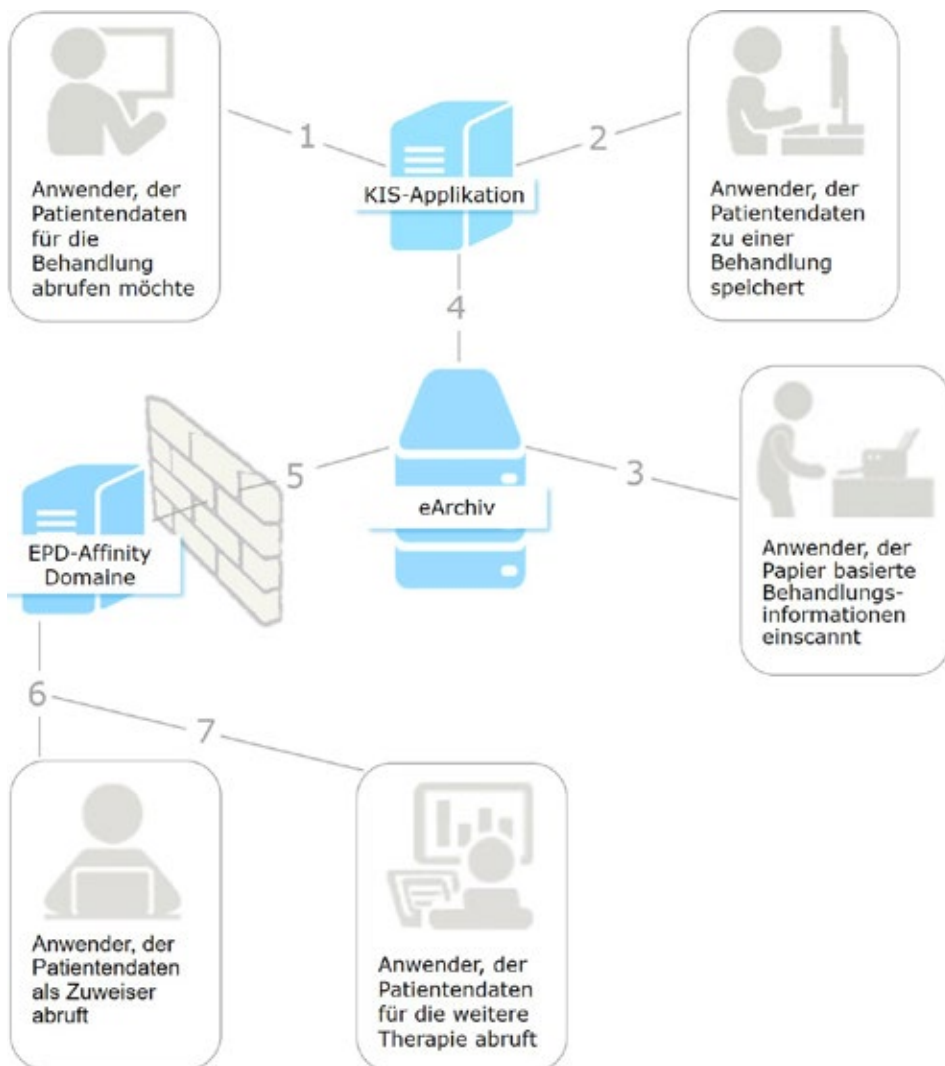 1
2
Anwender, der
Patientendaten
für die
Behandlung
abrufen möchte
KIS-Applikation
Anwender, der
Patientendaten
zu einer
Behandlung
speichert
4
5
3
eArchiv
EPD-Affinity
Domaine
Anwender, der
Papier basierte
Behandlungs-
informationen
einscannt
6
7
Anwender, der
Patientendaten
als Zuweiser
abruft
Anwender, der
Patientendaten
für die weitere
Therapie abruft